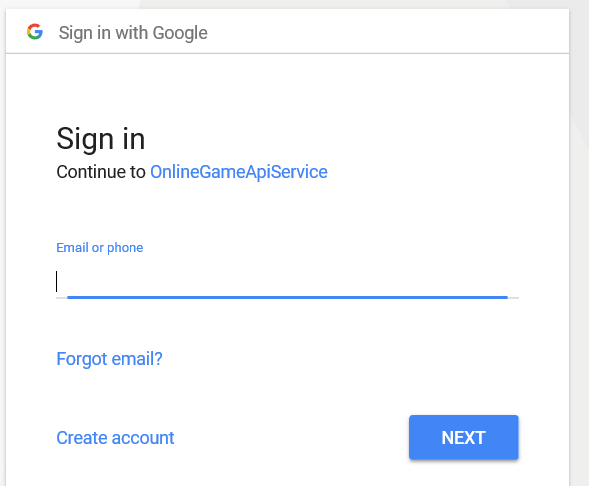 Sign in with Google
Sign in
Continue to OnlineGameApiService
Email or phone
Forgot email?
Create account
NEXT